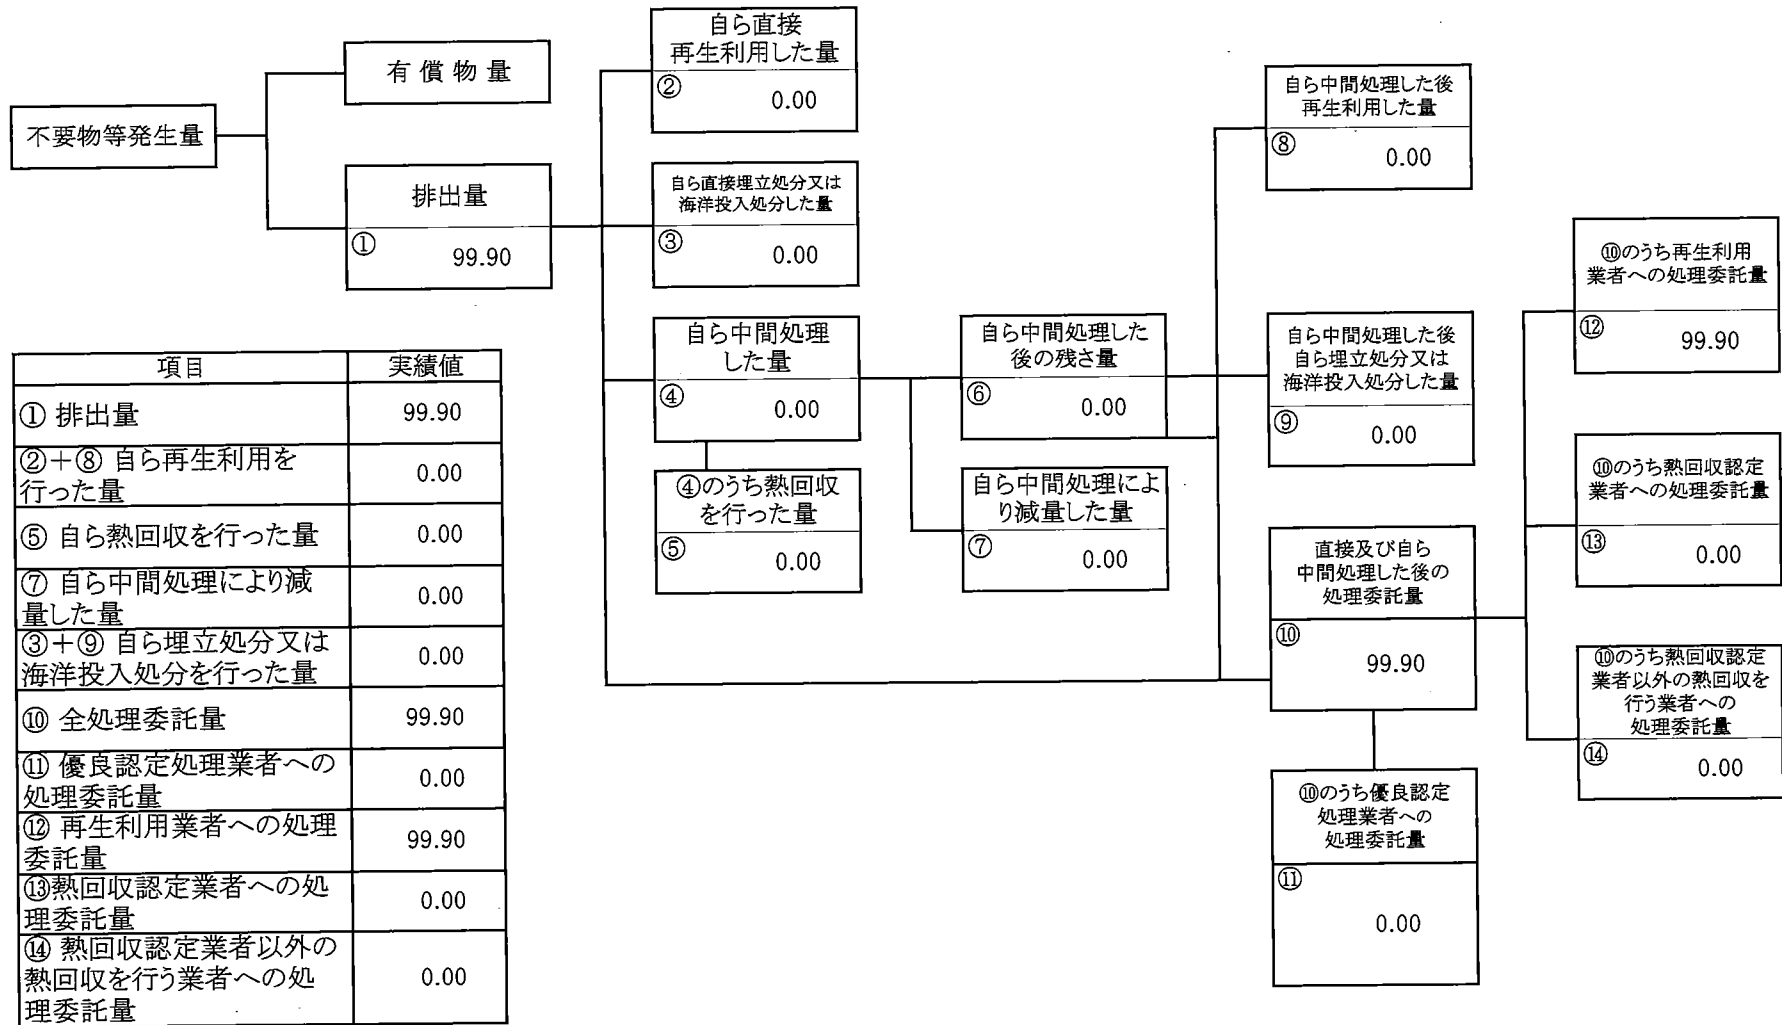 不要物等発生量
有償物量
排出量
①
99.90
自ら直接
再生利用した量
②
0.00
自ら直接埋立処分又は
海洋投入処分した量
③
0.00
自ら中間処理
した量
④
0.00
④のうち熱回収
を行った量
⑤
0.00
自ら中間処理した
後の残さ量
⑥
0.00
自ら中間処理によ
り減量した量
⑦
0.00
自ら中間処理した後
再生利用した量
⑧
0.00
自ら中間処理した後
自ら埋立処分又は
海洋投入処分した量
⑨
0.00
直接及び自ら
中間処理した後の
処理委託量
⑩
99.90
⑩のうち優良認定
処理業者への
処理委託量
⑪
0.00
⑩のうち再生利用
業者への処理委託量
⑫
99.90
⑩のうち熱回収認定
業者への処理委託量
⑬
0.00
⑩のうち熱回収認定
業者以外の熱回収を
行う業者への
処理委託量
⑭
0.00
項目 実績値
① 排出量 99.90
②+⑧ 自ら再生利用を
行った量 0.00
⑤ 自ら熱回収を行った量 0.00
⑦ 自ら中間処理により減
量した量 0.00
③+⑨ 自ら埋立処分又は
海洋投入処分を行った量 0.00
⑩ 全処理委託量 99.90
⑪ 優良認定処理業者への
処理委託量 0.00
⑫ 再生利用業者への処理
委託量 99.90
⑬熱回収認定業者への処
理委託量 0.00
⑭ 熱回収認定業者以外の
熱回収を行う業者への処
理委託量 0.00